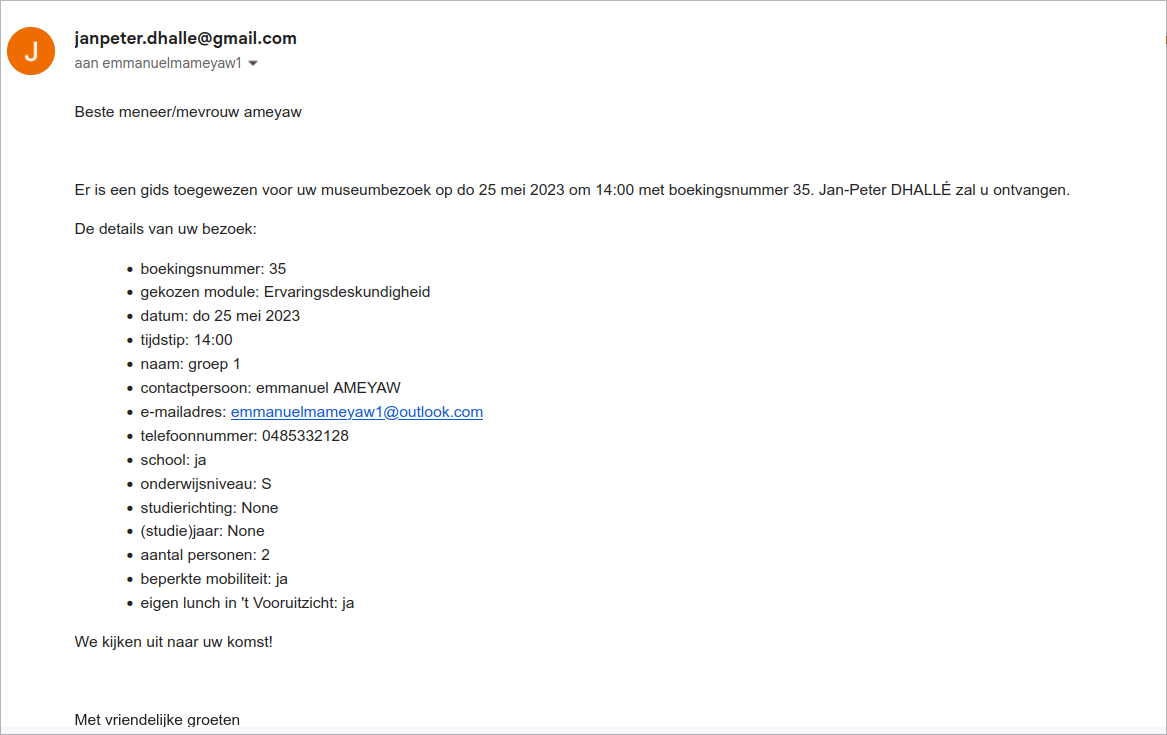 J
janpeter.dhalle@gmail.com
aan emmanuelmameyaw1
Beste meneer/mevrouw ameyaw
Er is een gids toegewezen voor uw museumbezoek op do 25 mei 2023 om 14:00 met boekingsnummer 35. Jan-Peter DHALLÉ zal u ontvangen.
De details van uw bezoek:
• boekingsnummer: 35
• gekozen module: Ervaringsdeskundigheid
• datum: do 25 mei 2023
• tijdstip: 14:00
• naam: groep 1
• contactpersoon: emmanuel AMEYAW
• e-mailadres: emmanuelmameyaw1@outlook.com
• telefoonnummer: 0485332128
• school: ja
• onderwijsniveau: S
• studierichting: None
• (studie)jaar: None
• aantal personen: 2
• beperkte mobiliteit: ja
• eigen lunch in 't Vooruitzicht: ja
We kijken uit naar uw komst!
Met vriendelijke groeten